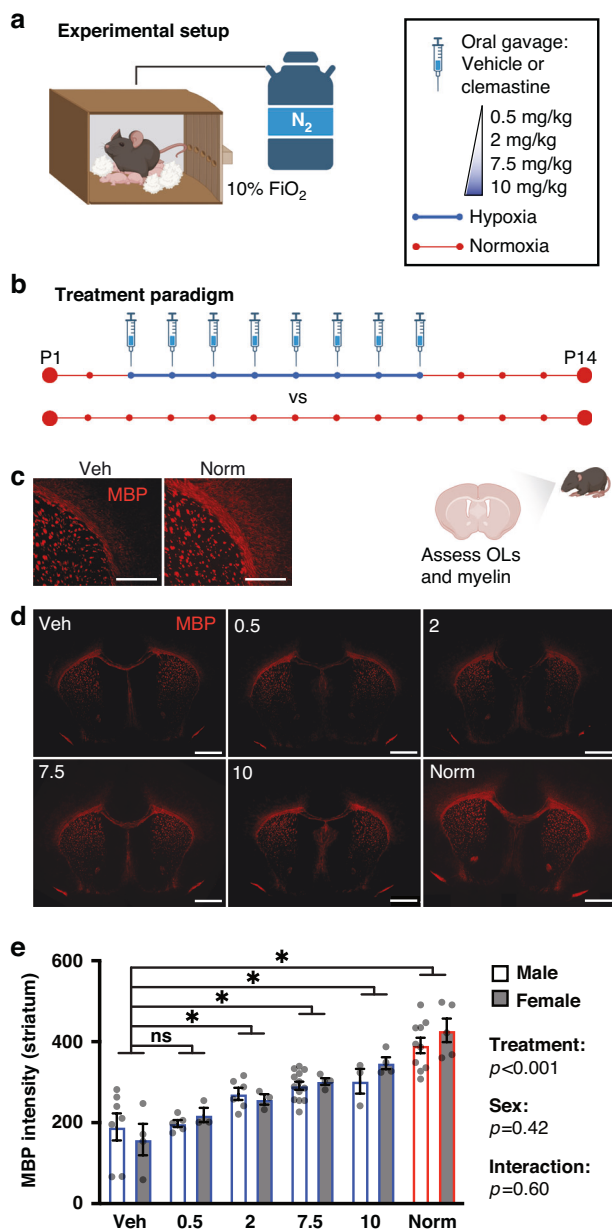 a
Experimental setup
N2
10% FiO2
Oral gavage:
Vehicle or
clemastine
0.5 mg/kg
2 mg/kg
7.5 mg/kg
10 mg/kg
Hypoxia
Normoxia
b
Treatment paradigm
P1
P14
vs
c
Veh
Norm
MBP
Assess OLs
and myelin
d
Veh
MBP
0.5
2
7.5
10
Norm
e
MBP intensity (striatum)
600
400
200
0
*
*
*
*
ns
Veh
0.5
2
7.5
10
Norm
Male
Female
Treatment:
p<0.001
Sex:
p=0.42
Interaction:
p=0.60